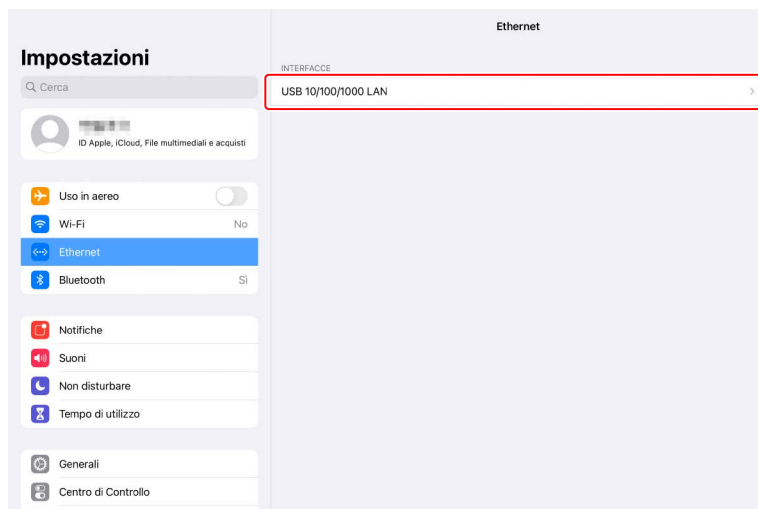 Impostazioni
Cerca
ID Apple, iCloud, File multimediali e acquisti
Uso in aereo
Wi-Fi No
Ethernet
Bluetooth Sì
Notifiche
Suoni
Non disturbare
Tempo di utilizzo
Generali
Centro di Controllo
Ethernet
INTERFACCE
USB 10/100/1000 LAN